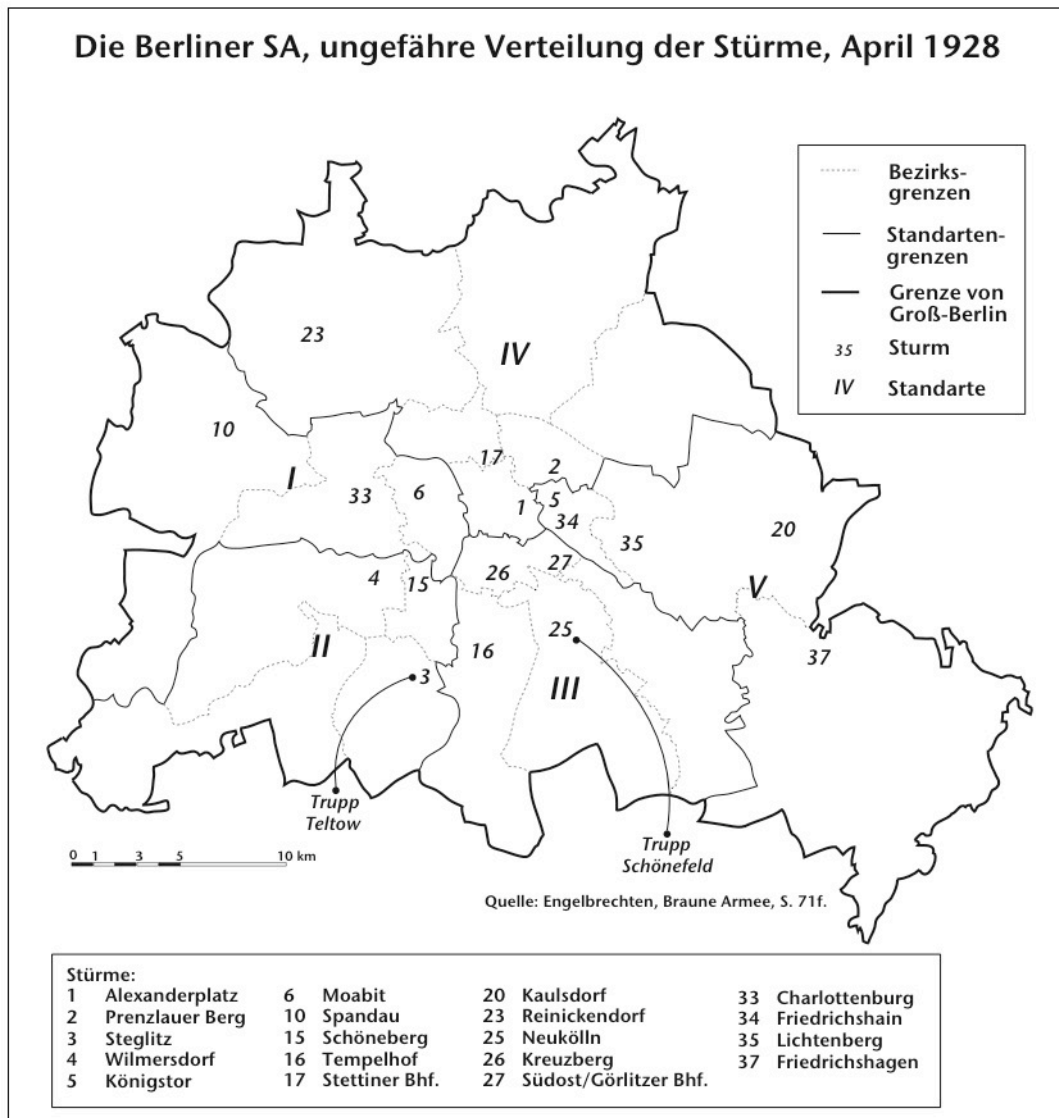 Die Berliner SA, ungefähre Verteilung der Stürme, April 1928
Bezirks-
grenzen
Standarten-
grenzen
Grenze von
Groß-Berlin
35 Sturm
IV Standarte
23
IV
10
17
2
I
33
6
1
5
34
35
20
4
15
26
27
V
II
16
25
37
3
III
Trupp
Teltow
Trupp
Schönefeld
0 1 3 5 10 km
Quelle: Engelbrechten, Braune Armee, S. 71f.
Stürme:
1 Alexanderplatz
2 Prenzlauer Berg
3 Steglitz
4 Wilmersdorf
5 Königstor
6 Moabit
10 Spandau
15 Schöneberg
16 Tempelhof
17 Stettiner Bhf.
20 Kaulsdorf
23 Reinickendorf
25 Neukölln
26 Kreuzberg
27 Südost/Görlitzer Bhf.
33 Charlottenburg
34 Friedrichshain
35 Lichtenberg
37 Friedrichshagen